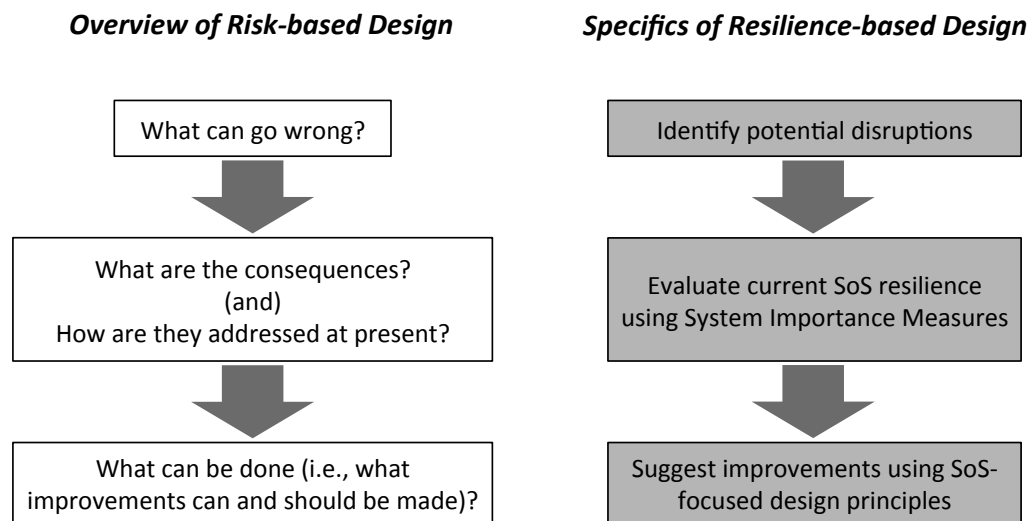 Overview of Risk-based Design
What can go wrong?
What are the consequences?
(and)
How are they addressed at present?
What can be done (i.e., what
improvements can and should be made)?
Specifics of Resilience-based Design
Identify potential disruptions
Evaluate current SoS resilience
using System Importance Measures
Suggest improvements using SoS-
focused design principles